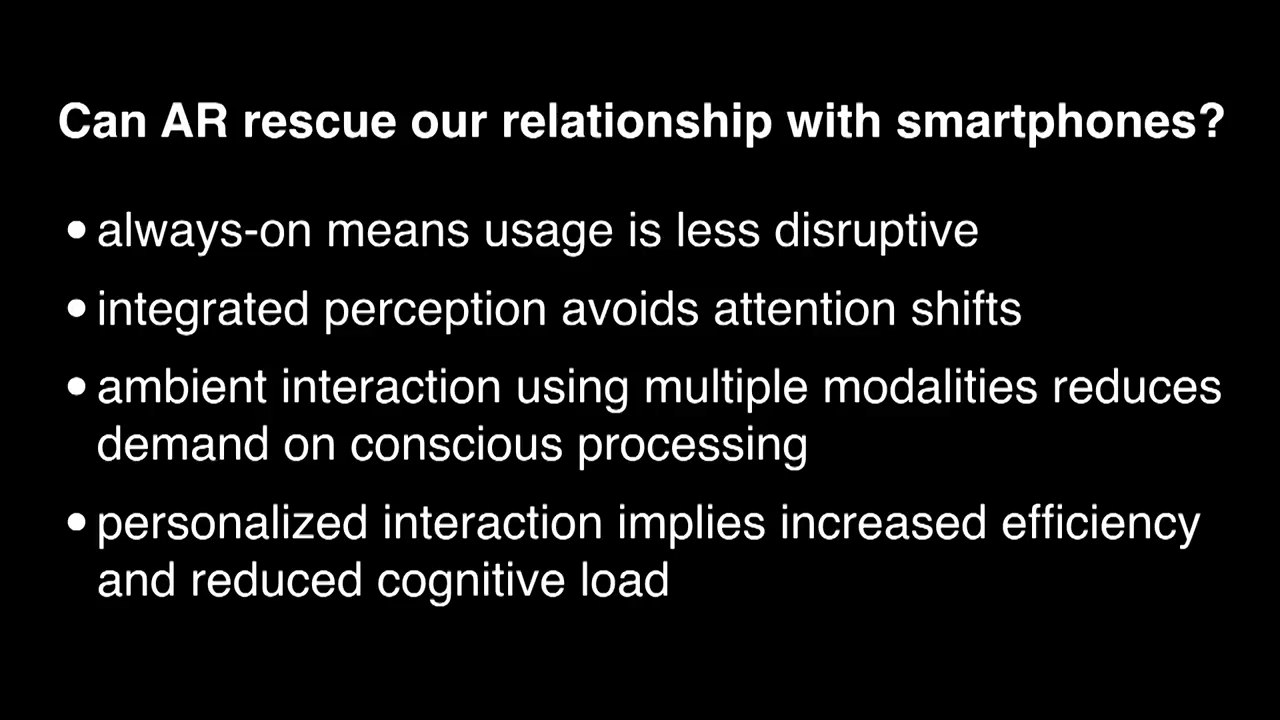 Can AR rescue our relationship with smartphones?
• always-on means usage is less disruptive
• integrated perception avoids attention shifts
• ambient interaction using multiple modalities reduces
demand on conscious processing
• personalized interaction implies increased efficiency
and reduced cognitive load